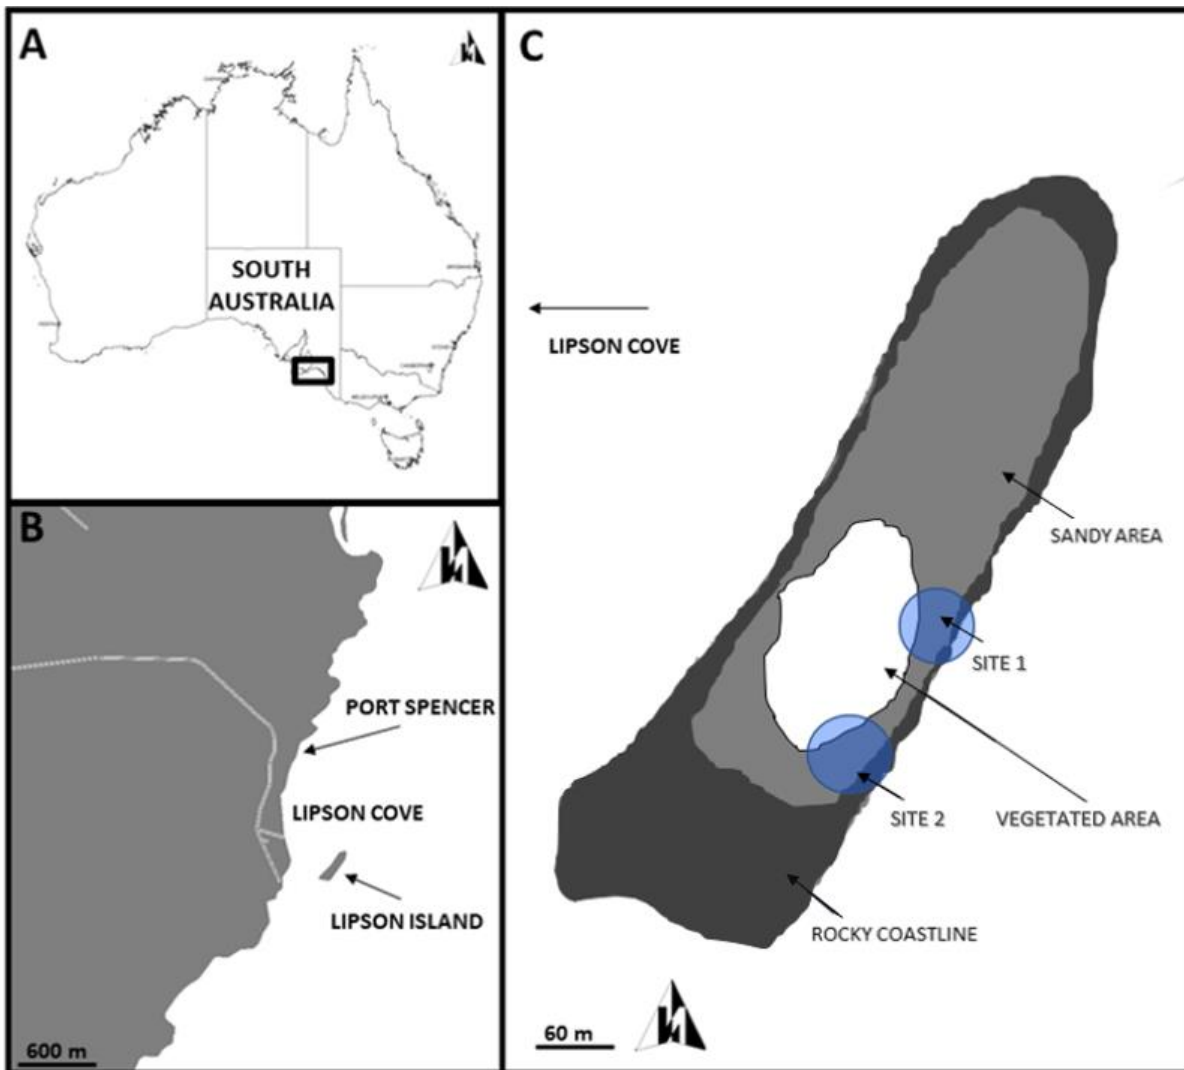 A
SOUTH
AUSTRALIA
B
PORT SPENCER
LIPSON COVE
LIPSON ISLAND
600 m
C
LIPSON COVE
SANDY AREA
SITE 1
SITE 2
VEGETATED AREA
ROCKY COASTLINE
60 m